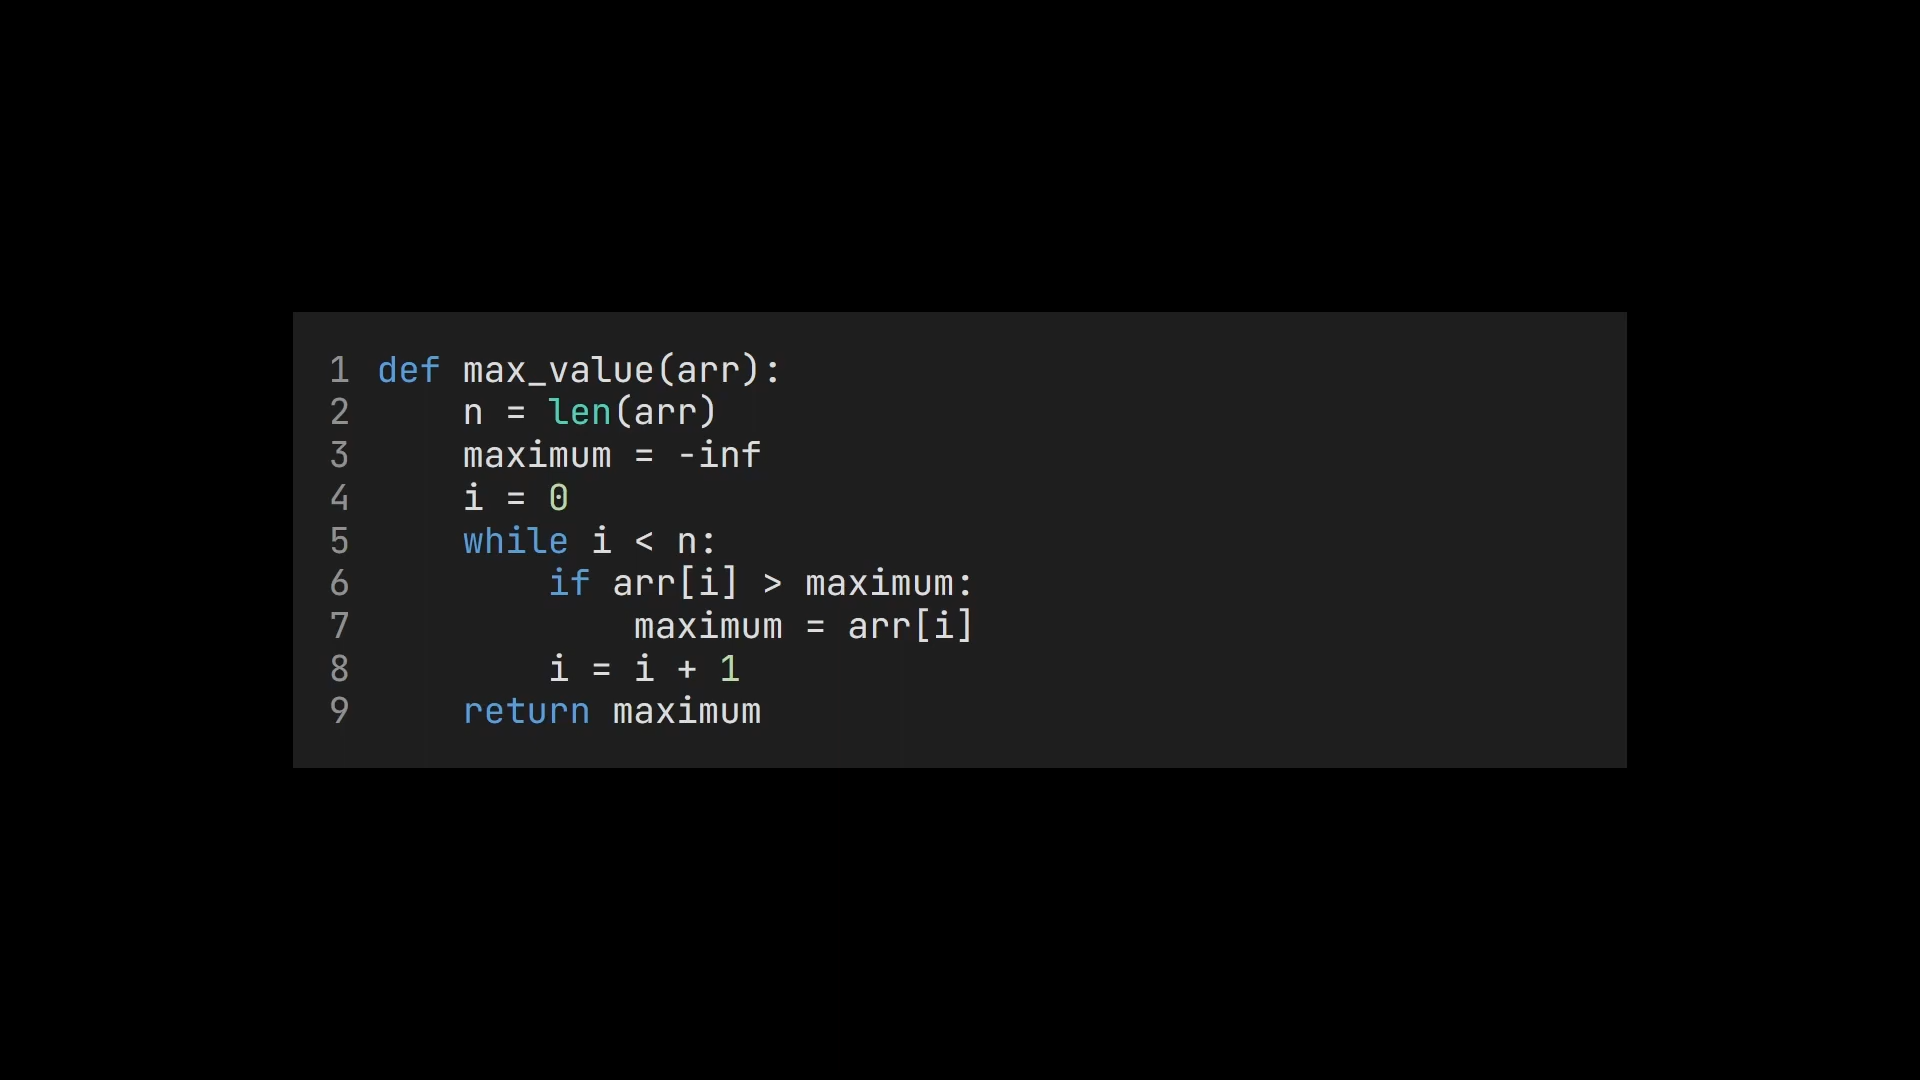 1 def max_value(arr):
2     n = len(arr)
3     maximum = -inf
4     i = 0
5     while i < n:
6         if arr[i] > maximum:
7             maximum = arr[i]
8         i = i + 1
9     return maximum